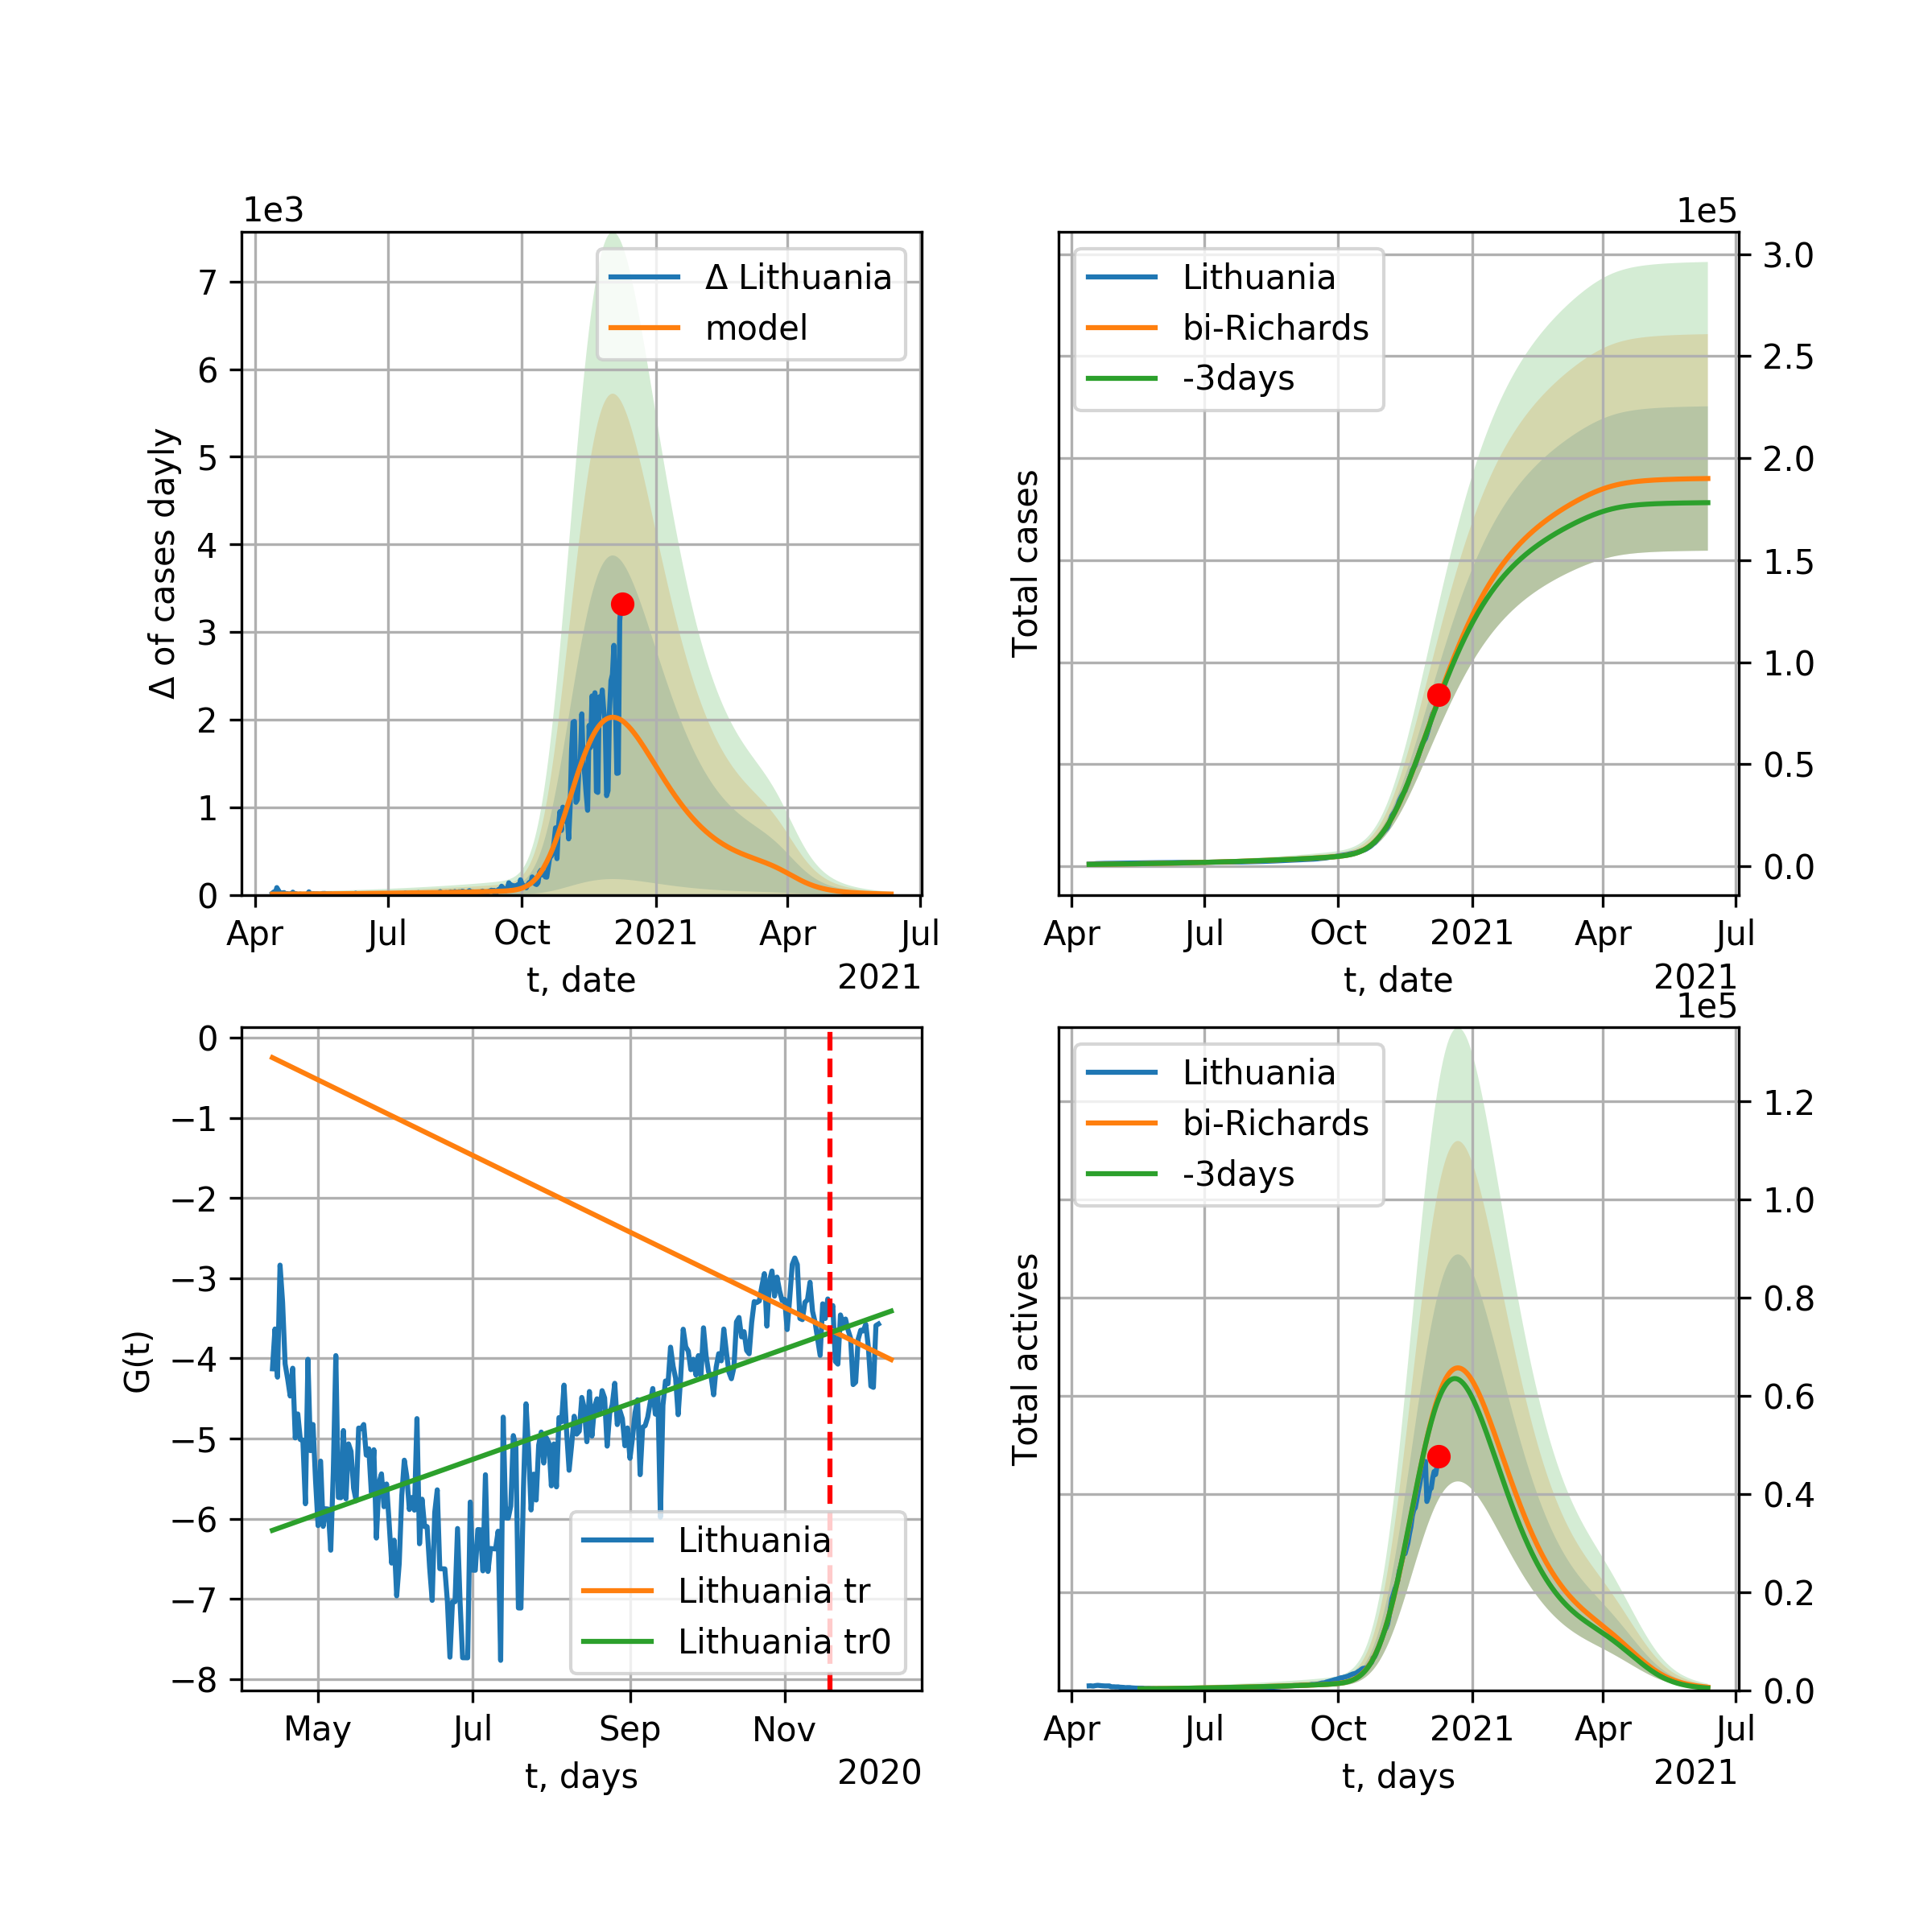 1e3
Δ Lithuania
model
7
6
5
4
3
2
1
0
Δ of cases dayly
Apr
Jul
Oct
2021
Apr
Jul
t, date
2021
1e5
Lithuania
bi-Richards
-3days
3.0
2.5
2.0
1.5
1.0
0.5
0.0
Total cases
Apr
Jul
Oct
2021
Apr
Jul
t, date
2021
0
−1
−2
−3
−4
−5
−6
−7
−8
G(t)
Lithuania
Lithuania tr
Lithuania tr0
May
Jul
Sep
Nov
t, days
2020
1e5
Lithuania
bi-Richards
-3days
1.2
1.0
0.8
0.6
0.4
0.2
0.0
Total actives
Apr
Jul
Oct
2021
Apr
Jul
t, days
2021